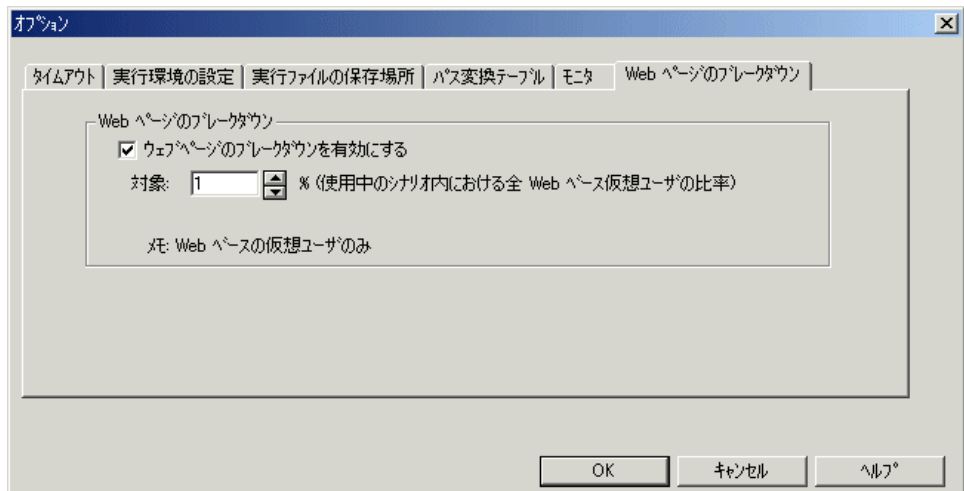 オプション
タイムアウト 実行環境の設定 実行ファイルの保存場所 パス変換テーブル モニタ Web ページのブレークダウン
Web ページのブレークダウン
ウェブページのブレークダウンを有効にする
対象: 1 % (使用中のシナリオ内における全 Web ベース仮想ユーザの比率)
メモ: Web ベースの仮想ユーザのみ
OK キャンセル ヘルプ